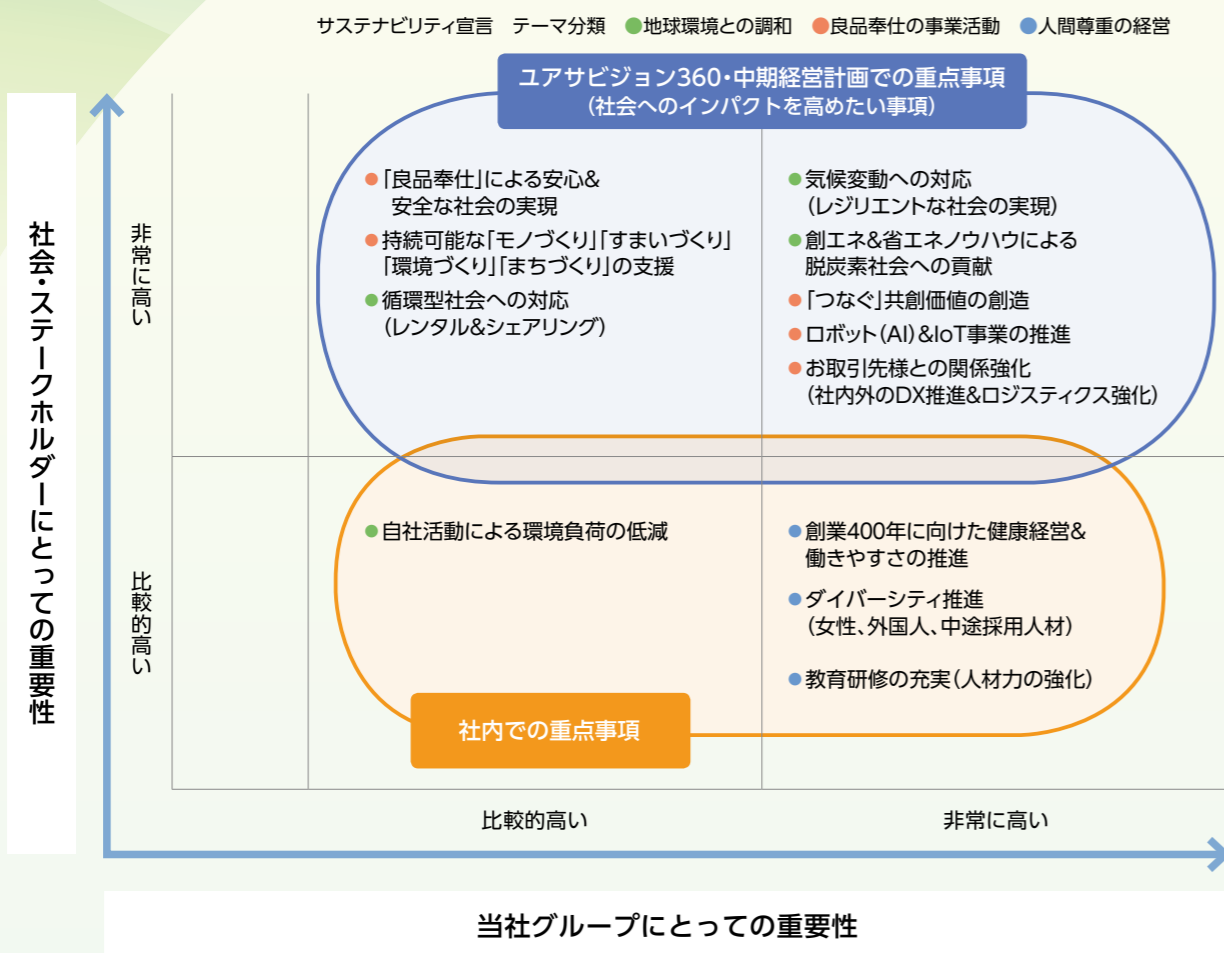 サステナビリティ宣言 テーマ分類 ●地球環境との調和 ●良品奉仕の事業活動 ●人間尊重の経営
ユアサビジョン360・中期経営計画での重点事項
(社会へのインパクトを高めたい事項)
社会・ステークホルダーにとっての重要性
非常に高い
●「良品奉仕」による安心&
安全な社会の実現
●持続可能な「モノづくり」「すまいづくり」
「環境づくり」「まちづくり」の支援
●循環型社会への対応
(レンタル&シェアリング)
●気候変動への対応
(レジリエントな社会の実現)
●創エネ&省エネノウハウによる
脱炭素社会への貢献
●「つなぐ」共創価値の創造
●ロボット(AI)&IoT事業の推進
●お取引先様との関係強化
(社内外のDX推進&ロジスティクス強化)
比較的高い
●自社活動による環境負荷の低減
●創業400年に向けた健康経営&
働きやすさの推進
●ダイバーシティ推進
(女性、外国人、中途採用人材)
●教育研修の充実(人材力の強化)
社内での重点事項
比較的高い
非常に高い
当社グループにとっての重要性